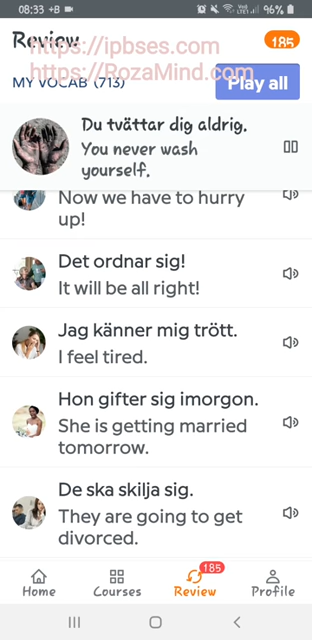 08:33 +B
96%
Review
185
https://ipbses.com
https://RozaMind.com
MY VOCAB (713)
Play all
Du tvättar dig aldrig.
You never wash
yourself.
Now we have to hurry
up!
Det ordnar sig!
It will be all right!
Jag känner mig trött.
I feel tired.
Hon gifter sig imorgon.
She is getting married
tomorrow.
De ska skilja sig.
They are going to get
divorced.
185
Home Courses Review Profile